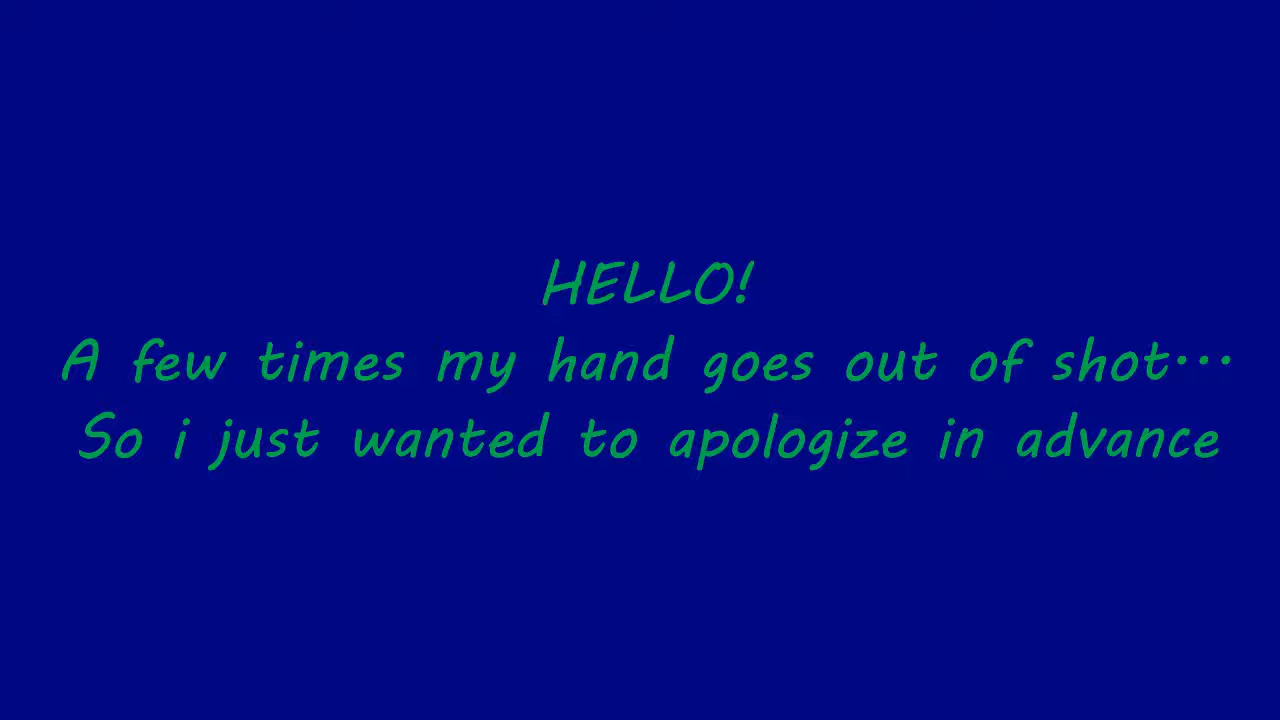 HELLO!
A few times my hand goes out of shot...
So i just wanted to apologize in advance